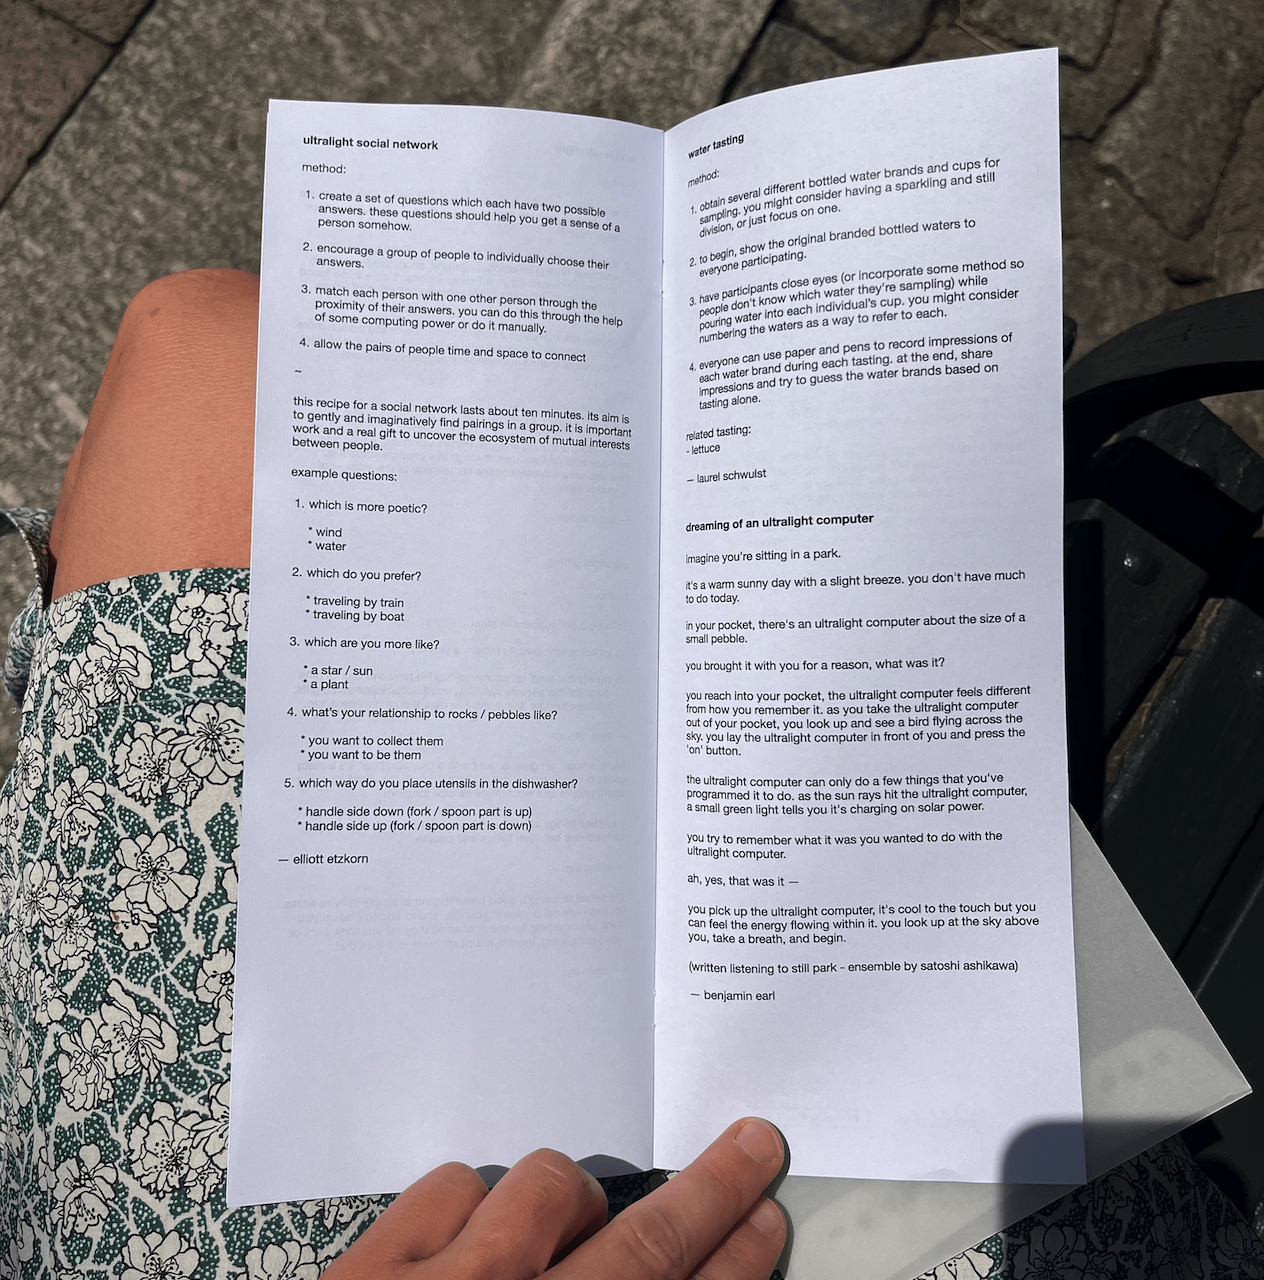 ultralight social network
method:
1. create a set of questions which each have two possible
answers. these questions should help you get a sense of a
person somehow.
2. encourage a group of people to individually choose their
answers.
3. match each person with one other person through the
proximity of their answers. you can do this through the help
of some computing power or do it manually.
4. allow the pairs of people time and space to connect
~
this recipe for a social network lasts about ten minutes. its aim is
to gently and imaginatively find pairings in a group. it is important
work and a real gift to uncover the ecosystem of mutual interests
between people.
example questions:
1. which is more poetic?
* wind
* water
2. which do you prefer?
* traveling by train
* traveling by boat
3. which are you more like?
* a star / sun
* a plant
4. what's your relationship to rocks / pebbles like?
* you want to collect them
* you want to be them
5. which way do you place utensils in the dishwasher?
* handle side down (fork / spoon part is up)
* handle side up (fork / spoon part is down)
— elliott etzkorn
water tasting
method:
1. obtain several different bottled water brands and cups for
sampling. you might consider having a sparkling and still
division, or just focus on one.
2. to begin, show the original branded bottled waters to
everyone participating.
3. have participants close eyes (or incorporate some method so
people don't know which water they're sampling) while
pouring water into each individual's cup. you might consider
numbering the waters as a way to refer to each.
4. everyone can use paper and pens to record impressions of
each water brand during each tasting. at the end, share
impressions and try to guess the water brands based on
tasting alone.
related tasting:
- lettuce
— laurel schwulst
dreaming of an ultralight computer
imagine you're sitting in a park.
it's a warm sunny day with a slight breeze. you don't have much
to do today.
in your pocket, there's an ultralight computer about the size of a
small pebble.
you brought it with you for a reason, what was it?
you reach into your pocket, the ultralight computer feels different
from how you remember it. as you take the ultralight computer
out of your pocket, you look up and see a bird flying across the
sky. you lay the ultralight computer in front of you and press the
'on' button.
the ultralight computer can only do a few things that you've
programmed it to do. as the sun rays hit the ultralight computer,
a small green light tells you it's charging on solar power.
you try to remember what it was you wanted to do with the
ultralight computer.
ah, yes, that was it —
you pick up the ultralight computer, it's cool to the touch but you
can feel the energy flowing within it. you look up at the sky above
you, take a breath, and begin.
(written listening to still park - ensemble by satoshi ashikawa)
— benjamin earl